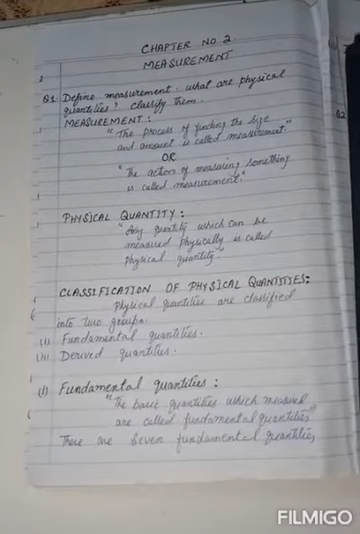 CHAPTER NO 2
MEASUREMENT
2
Q1. Define measurement. what are physical
quantities? classify them.
MEASUREMENT:
"The process of finding the size
and amount is called measurement."
OR
"The action of measuring something
is called measurement."
PHYSICAL QUANTITY:
"Any quantity which can be
measured physically is called
physical quantity."
CLASSIFICATION OF PHYSICAL QUANTITIES:
Physical quantities are classified
into two groups.
(i) Fundamental quantities.
(ii) Derived quantities.
(i) Fundamental quantities:
"The basic quantities which measured
are called fundamental quantities"
There are seven fundamental quantities,
Q2
FILMIGO